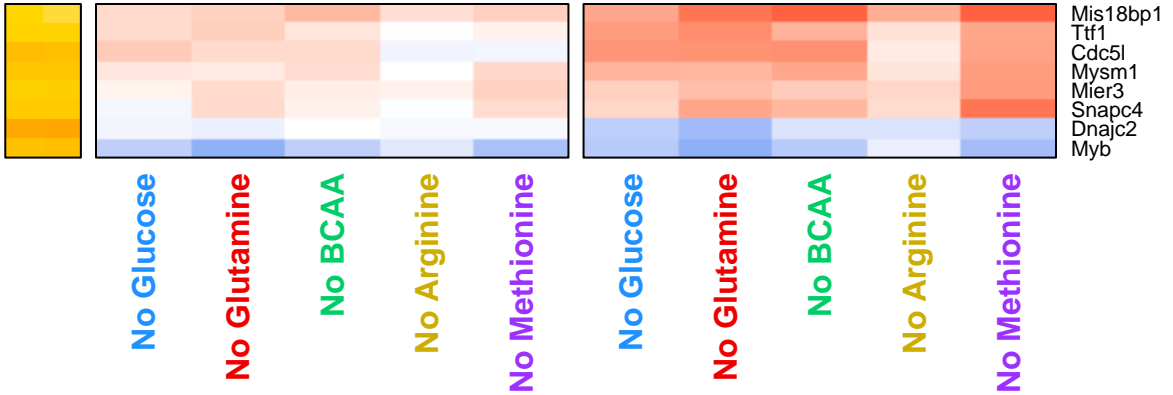 Mis18bp1
Ttf1
Cdc5l
Mysm1
Mier3
Snapc4
Dnajc2
Myb
No Glucose
No Glutamine
No BCAA
No Arginine
No Methionine
No Glucose
No Glutamine
No BCAA
No Arginine
No Methionine